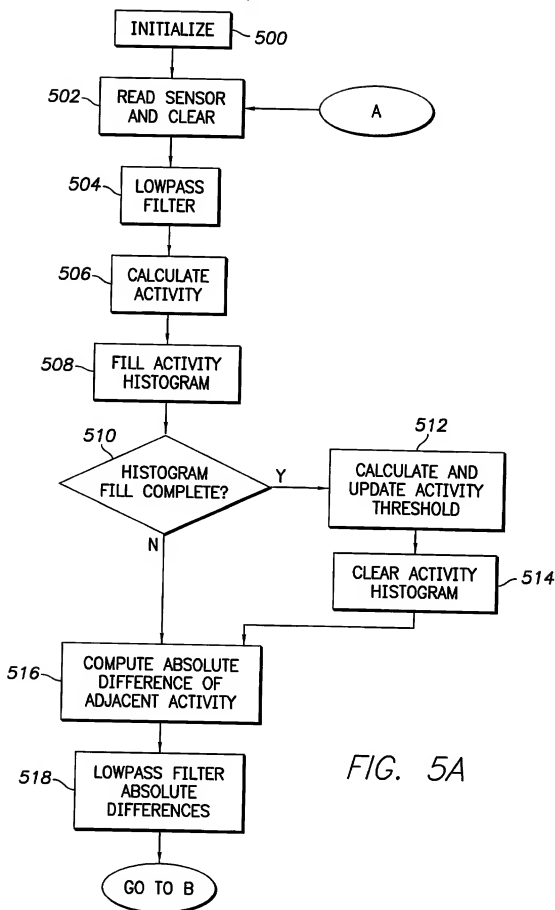 INITIALIZE
500
502
READ SENSOR
AND CLEAR
A
504
LOWPASS
FILTER
506
CALCULATE
ACTIVITY
508
FILL ACTIVITY
HISTOGRAM
510
HISTOGRAM
FILL COMPLETE?
Y
N
512
CALCULATE AND
UPDATE ACTIVITY
THRESHOLD
CLEAR ACTIVITY
HISTOGRAM
514
516
COMPUTE ABSOLUTE
DIFFERENCE OF
ADJACENT ACTIVITY
518
LOWPASS FILTER
ABSOLUTE
DIFFERENCES
FIG. 5A
GO TO B